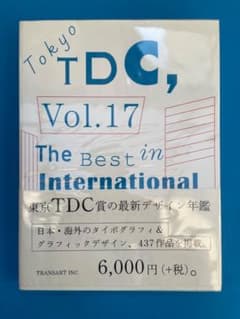 Tokyo
TDC,
Vol.17
The Best in
International
東京TDC賞の最新デザイン年鑑
日本・海外のタイポグラフィ&
グラフィックデザイン、437作品を掲載。
TRANSART INC.
6,000円(+税)。